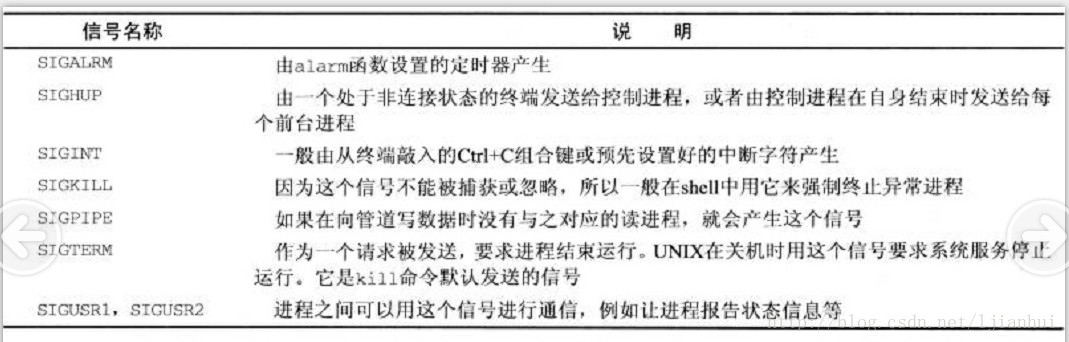 信号名称 说 明
SIGALRM 由alarm函数设置的定时器产生
SIGHUP 由一个处于非连接状态的终端发送给控制进程，或者由控制进程在自身结束时发送给每
个前台进程
SIGINT 一般由从终端敲入的Ctrl+C组合键或预先设置好的中断字符产生
SIGKILL 因为这个信号不能被捕获或忽略，所以一般在shell中用它来强制终止异常进程
SIGPIPE 如果在向管道写数据时没有与之对应的读进程，就会产生这个信号
SIGTERM 作为一个请求被发送，要求进程结束运行。UNIX在关机时用这个信号要求系统服务停止
运行。它是kill命令默认发送的信号
SIGUSR1，SIGUSR2 进程之间可以用这个信号进行通信，例如让进程报告状态信息等
http://blog.csdn.net/ljianhui